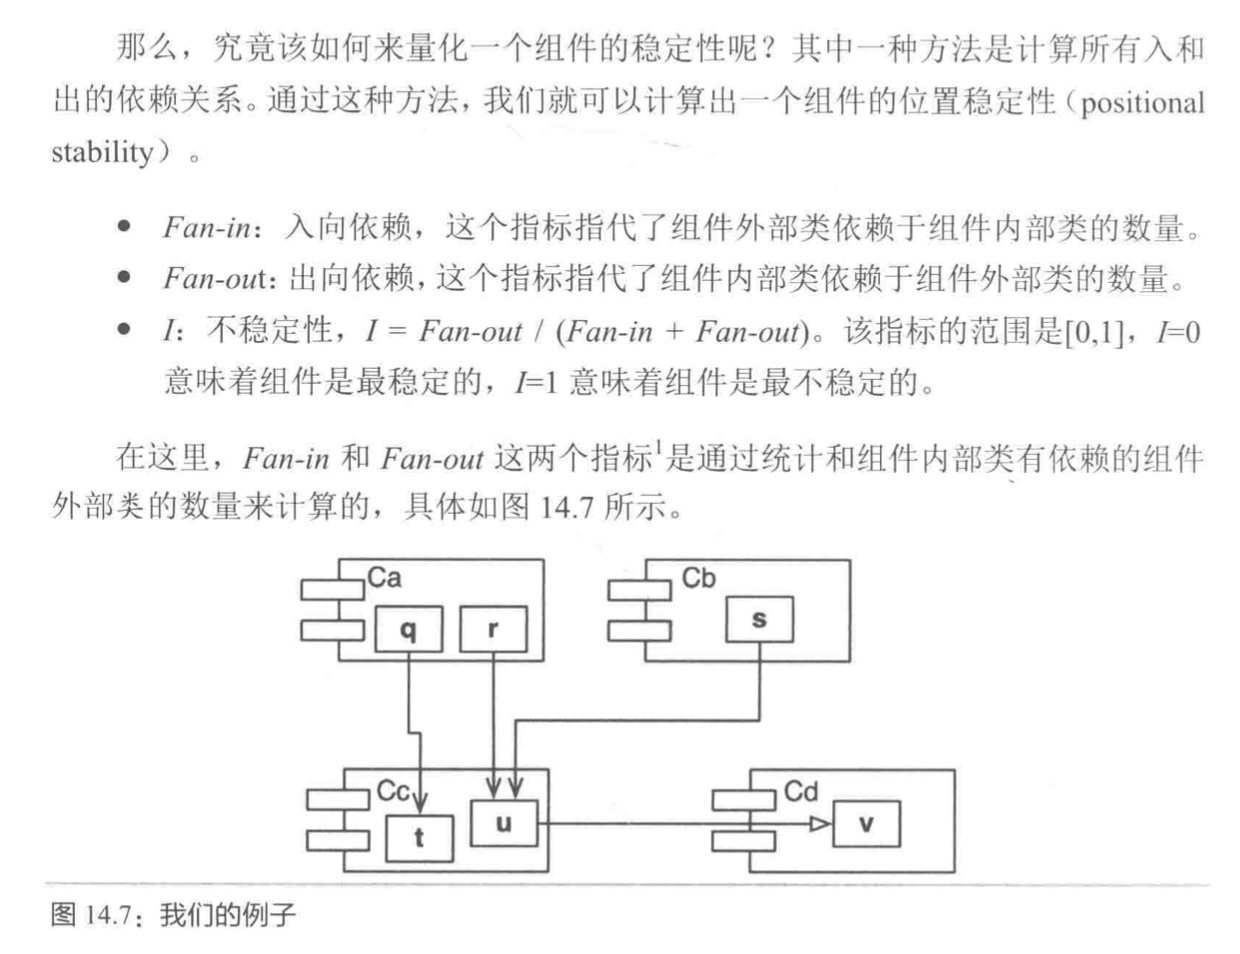 那么，究竟该如何来量化一个组件的稳定性呢？其中一种方法是计算所有入和
出的依赖关系。通过这种方法，我们就可以计算出一个组件的位置稳定性（positional
stability）。
● Fan-in：入向依赖，这个指标指代了组件外部类依赖于组件内部类的数量。
● Fan-out：出向依赖，这个指标指代了组件内部类依赖于组件外部类的数量。
● I：不稳定性，I = Fan-out / (Fan-in + Fan-out)。该指标的范围是[0,1]，I=0
意味着组件是最稳定的，I=1 意味着组件是最不稳定的。
在这里，Fan-in 和 Fan-out 这两个指标1是通过统计和组件内部类有依赖的组件
外部类的数量来计算的，具体如图 14.7 所示。
Ca
q
r
Cb
s
Cc
t
u
Cd
v
图 14.7：我们的例子